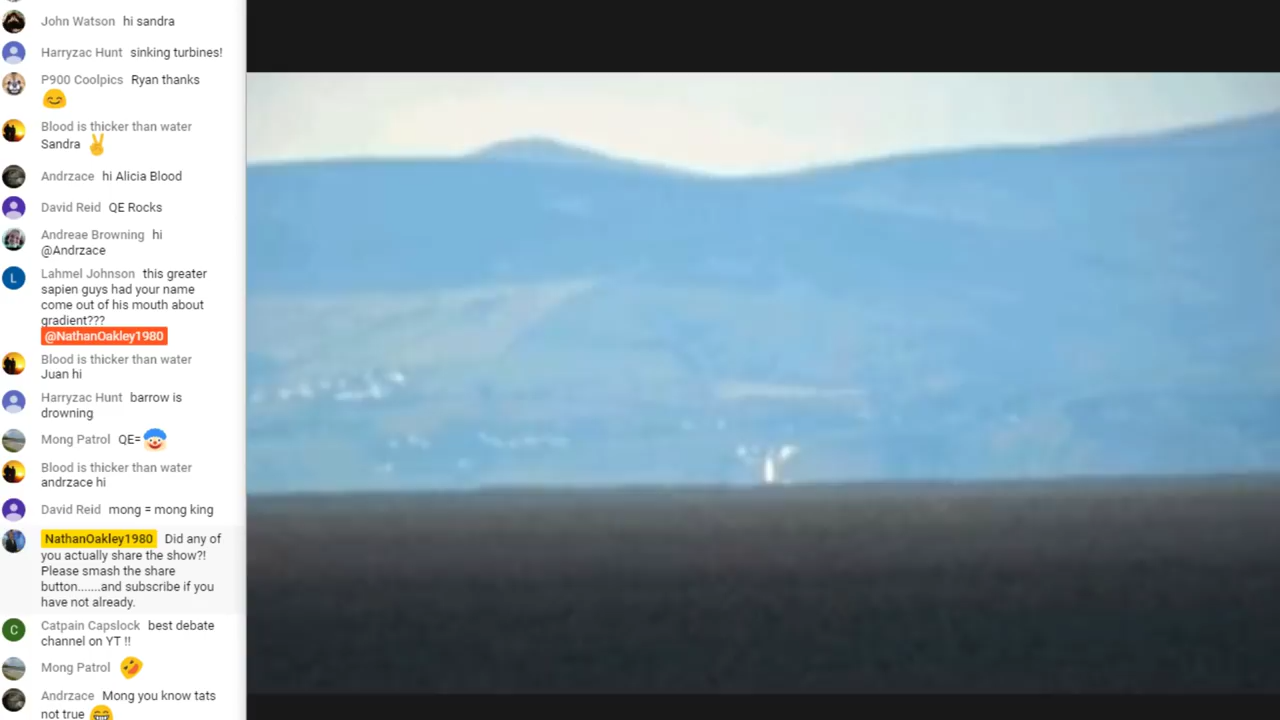 John Watson hi sandra
Harryzac Hunt sinking turbines!
P900 Coolpics Ryan thanks
😊
Blood is thicker than water
Sandra ✌
Andrzace hi Alicia Blood
David Reid QE Rocks
Andreae Browning hi
@Andrzace
L
Lahmel Johnson this greater
sapien guys had your name
come out of his mouth about
gradient???
@NathanOakley1980
Blood is thicker than water
Juan hi
Harryzac Hunt barrow is
drowning
Mong Patrol QE=🤡
Blood is thicker than water
andrzace hi
David Reid mong = mong king
NathanOakley1980 Did any of
you actually share the show?!
Please smash the share
button.......and subscribe if you
have not already.
C
Catpain Capslock best debate
channel on YT !!
Mong Patrol 🤣
Andrzace Mong you know tats
not true 😄